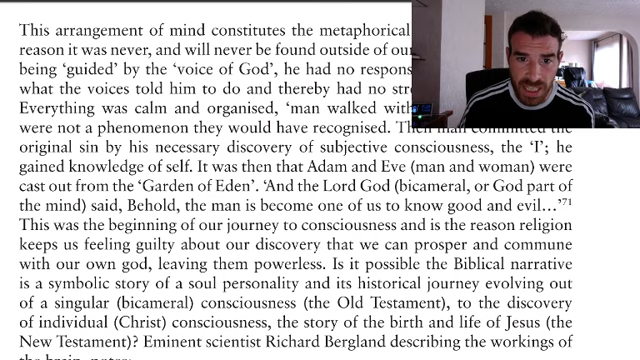 This arrangement of mind constitutes the metaphorical
reason it was never, and will never be found outside of our
being ‘guided’ by the ‘voice of God’, he had no respons
what the voices told him to do and thereby had no stre
Everything was calm and organised, ‘man walked with
were not a phenomenon they would have recognised. Then man committed the
original sin by his necessary discovery of subjective consciousness, the ‘I’; he
gained knowledge of self. It was then that Adam and Eve (man and woman) were
cast out from the ‘Garden of Eden’. ‘And the Lord God (bicameral, or God part of
the mind) said, Behold, the man is become one of us to know good and evil…’71
This was the beginning of our journey to consciousness and is the reason religion
keeps us feeling guilty about our discovery that we can prosper and commune
with our own god, leaving them powerless. Is it possible the Biblical narrative
is a symbolic story of a soul personality and its historical journey evolving out
of a singular (bicameral) consciousness (the Old Testament), to the discovery
of individual (Christ) consciousness, the story of the birth and life of Jesus (the
New Testament)? Eminent scientist Richard Bergland describing the workings of
the brain, notes: